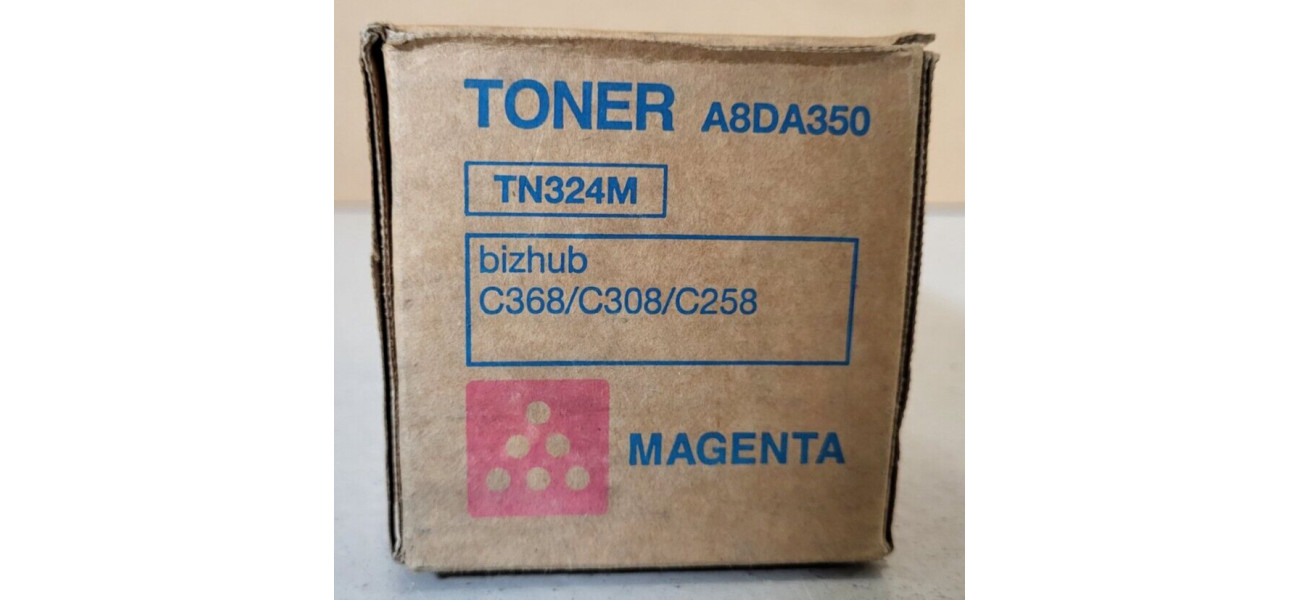 TONER A8DA350
TN324M
bizhub
C368/C308/C258
MAGENTA